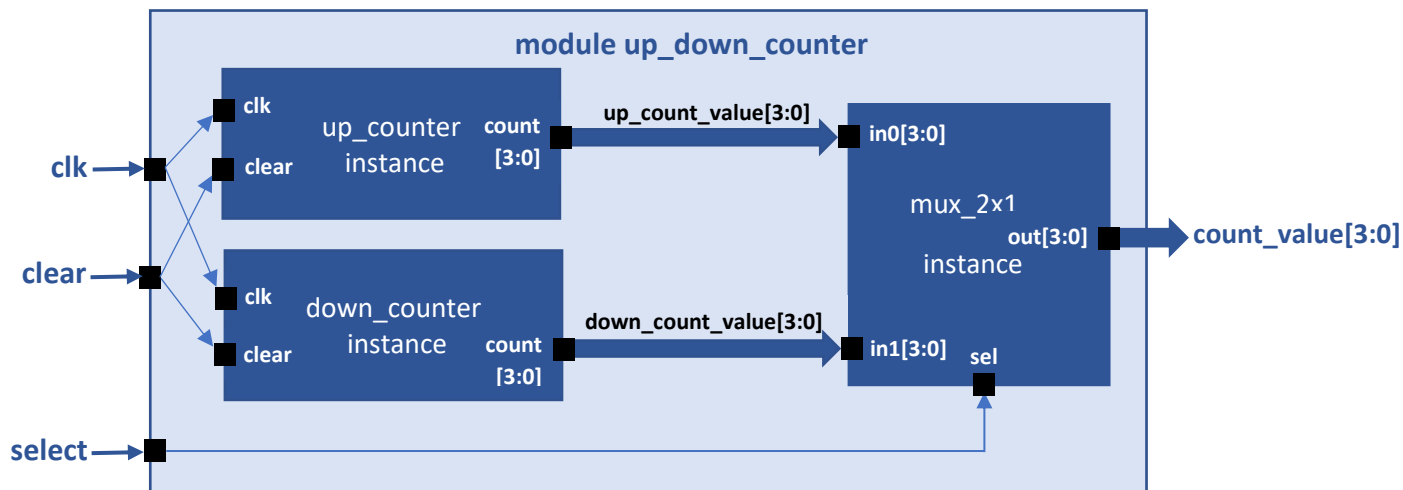 module up_down_counter
clk
clear
select
clk
clear
up_counter
instance
count
[3:0]
up_count_value[3:0]
clk
clear
down_counter
instance
count
[3:0]
down_count_value[3:0]
in0[3:0]
mux_2x1
instance
out[3:0]
in1[3:0]
sel
count_value[3:0]